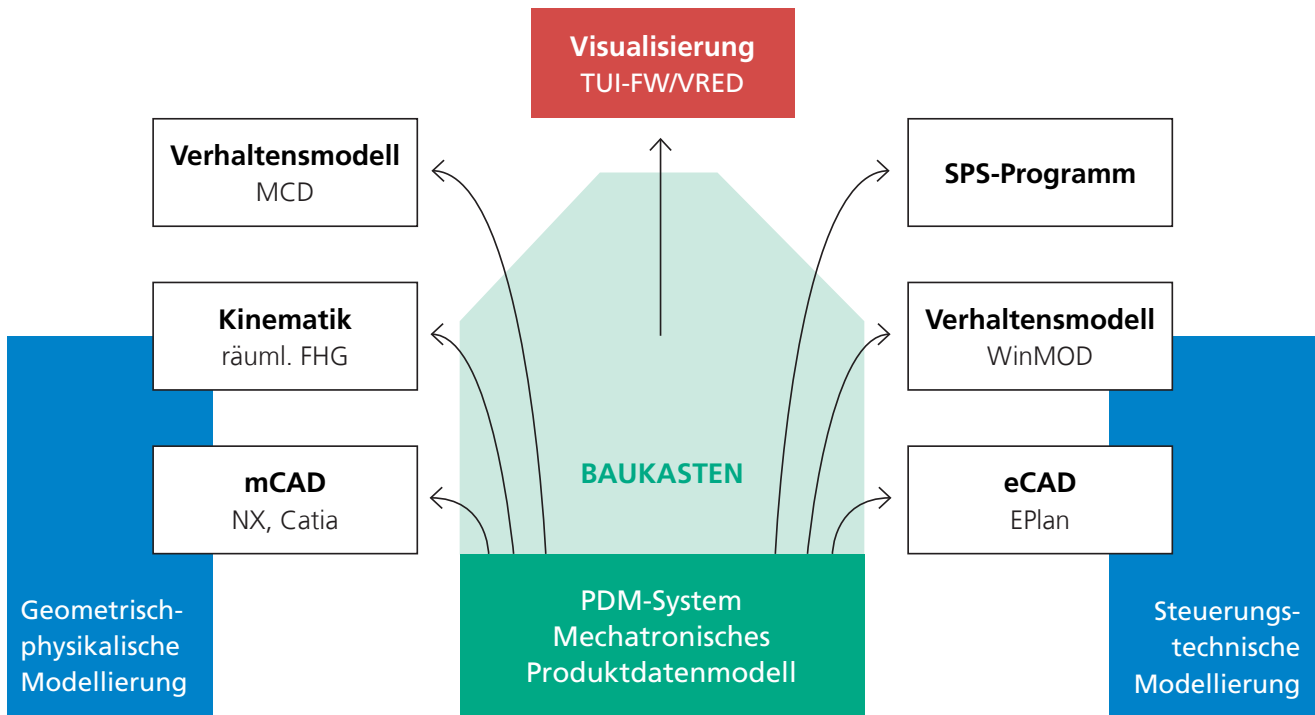 Visualisierung
TUI-FW/VRED
Verhaltensmodell
MCD
SPS-Programm
Kinematik
räuml. FHG
Verhaltensmodell
WinMOD
mCAD
NX, Catia
BAUKASTEN
eCAD
EPlan
Geometrisch-
physikalische
Modellierung
PDM-System
Mechatronisches
Produktdatenmodell
Steuerungs-
technische
Modellierung